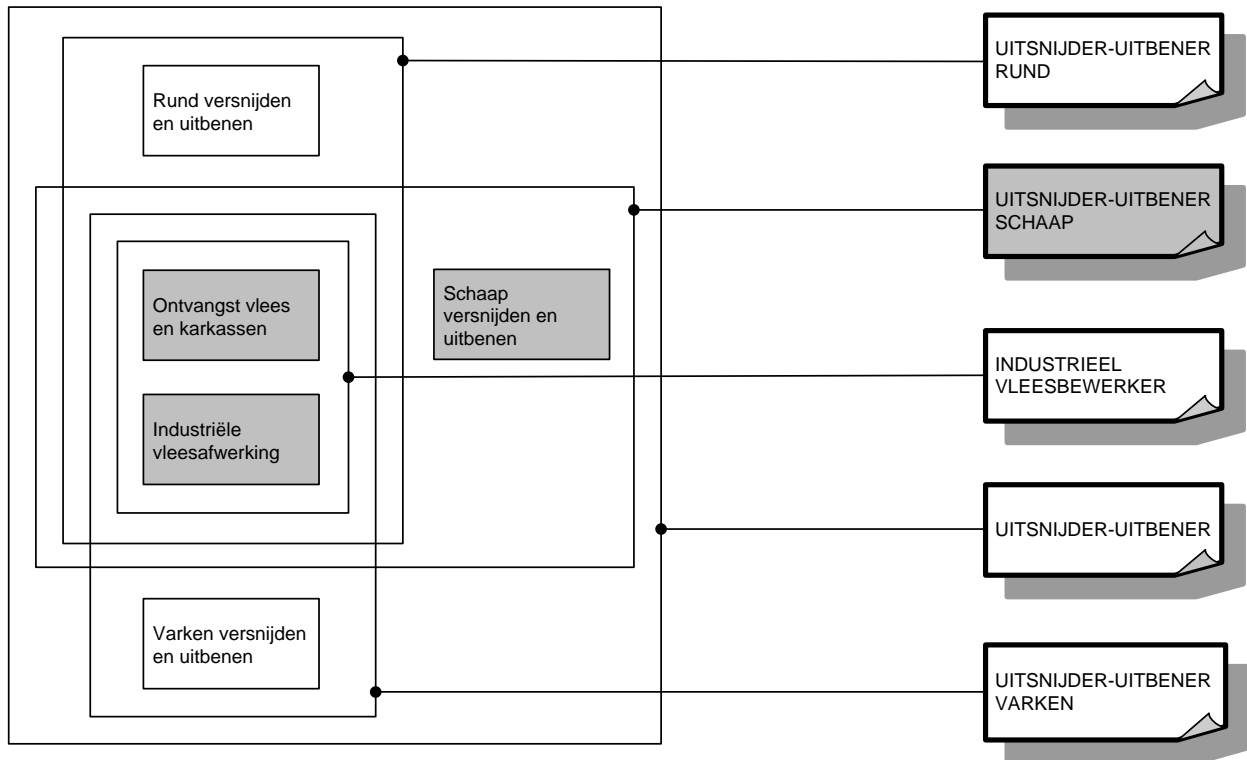 Rund versnijden
en uitbenen
Ontvangst vlees
en karkassen
Industriële
vleesafwerking
Schaap
versnijden en
uitbenen
Varken versnijden
en uitbenen
UITSNIJDER-UITBENER
RUND
UITSNIJDER-UITBENER
SCHAAP
INDUSTRIEEL
VLEESBEWERKER
UITSNIJDER-UITBENER
UITSNIJDER-UITBENER
VARKEN